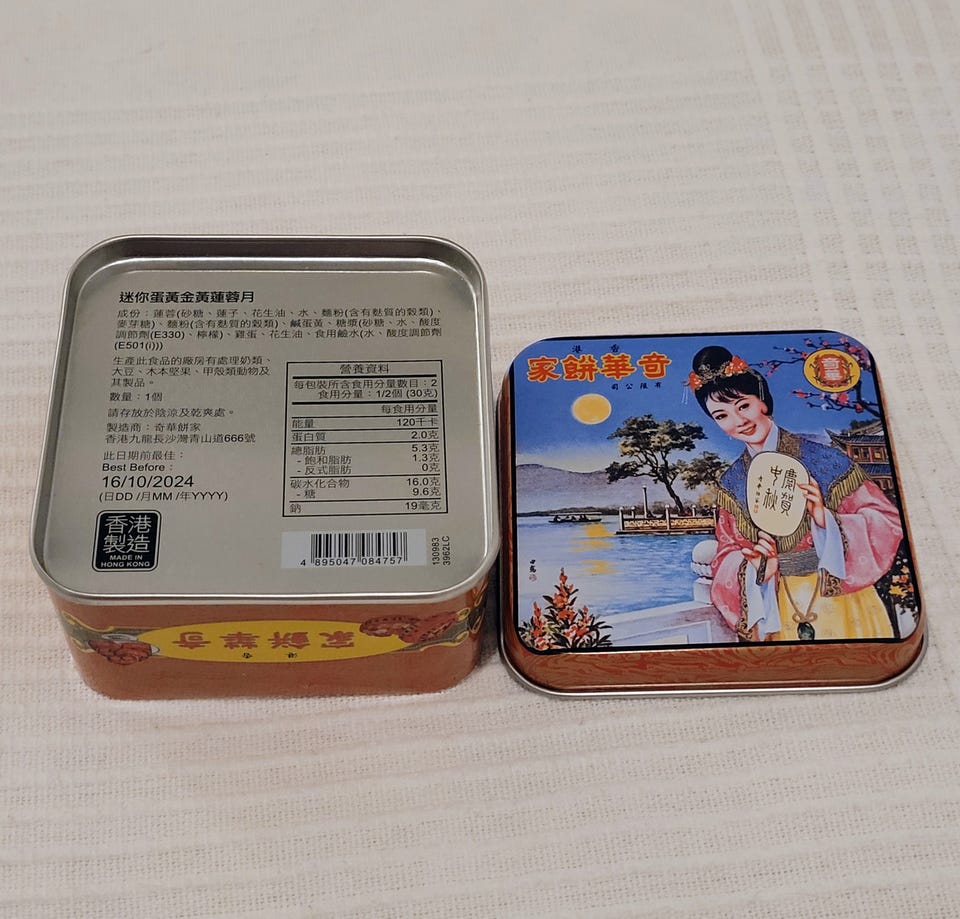 迷你蛋黃金黃蓮蓉月
成份：蓮蓉(砂糖、蓮子、花生油、水、麵粉(含有麩質的穀類)、
麥芽糖)、麵粉(含有麩質的穀類)、鹹蛋黃、糖漿(砂糖、水、酸度
調節劑(E330)、檸檬)、雞蛋、花生油、食用鹼水(水、酸度調節劑
(E501(i)))
生產此食品的廠房有處理奶類、
大豆、木本堅果、甲殼類動物及
其製品。
數量：1個
請存放於陰涼及乾爽處。
製造商：奇華餅家
香港九龍長沙灣青山道666號
此日期前最佳：
Best Before：
16/10/2024
(日DD /月MM /年YYYY)
香港
製造
MADE IN
HONG KONG
營養資料
每包裝所含食用分量數目：2
食用分量：1/2個 (30克)
每食用分量
能量 120千卡
蛋白質 2.0克
總脂肪 5.3克
- 飽和脂肪 1.3克
- 反式脂肪 0克
碳水化合物 16.0克
- 糖 9.6克
鈉 19毫克
4 895047 084757
130983
3962LC
香港
奇華餅家
香港
奇華餅家
有限公司
慶賀
中秋